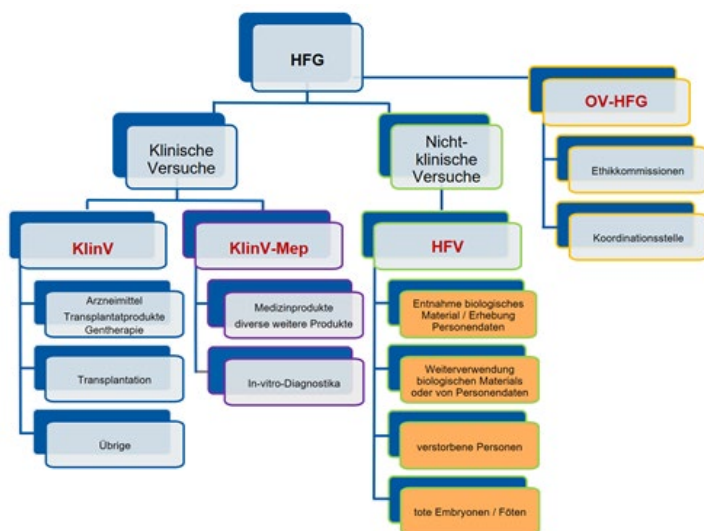 HFG
OV-HFG
Ethikkommissionen
Koordinationsstelle
Klinische
Versuche
Nicht-
klinische
Versuche
KlinV
Arzneimittel
Transplantatprodukte
Gentherapie
Transplantation
Übrige
KlinV-Mep
Medizinprodukte
diverse weitere Produkte
In-vitro-Diagnostika
HFV
Entnahme biologisches
Material / Erhebung
Personendaten
Weiterverwendung
biologischen Materials
oder von Personendaten
verstorbene Personen
tote Embryonen / Föten